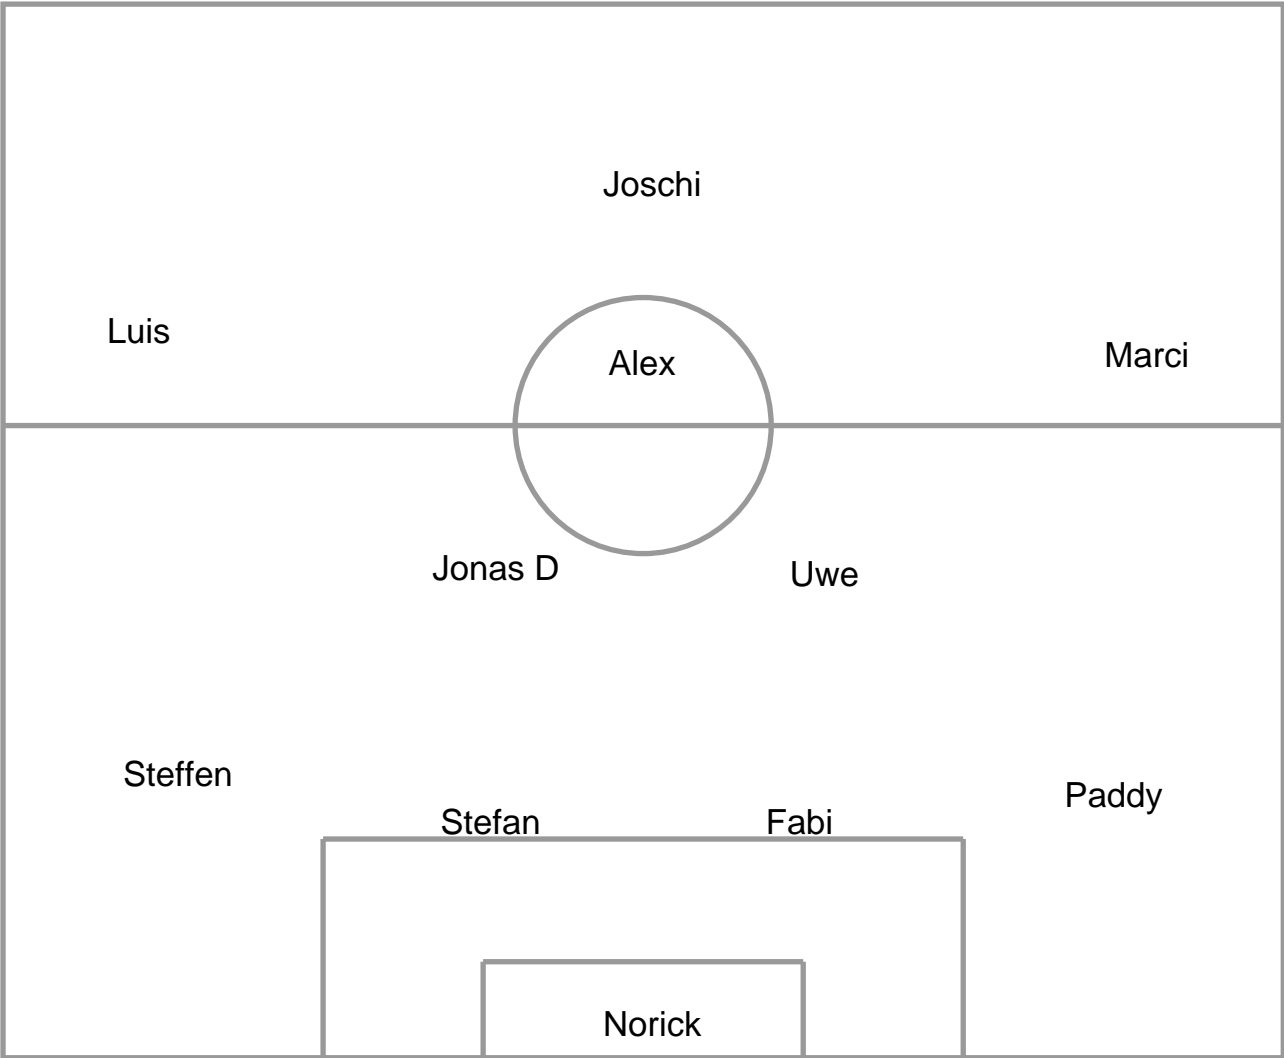 Joschi
Luis
Alex
Marci
Jonas D
Uwe
Steffen
Paddy
Stefan
Fabi
Norick